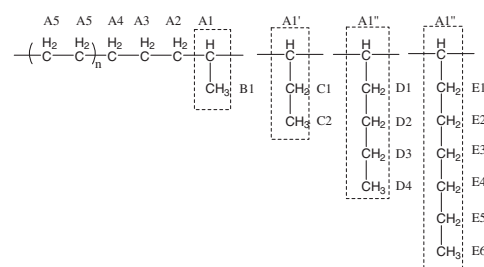 A5 A5 A4 A3 A2 A1 A1' A1" A1"
H2 H2 H2 H2 H2 H H H H
( C C )n C C C C C C C
CH3 B1 CH2 C1 CH2 D1 CH2 E1
CH3 C2 CH2 D2 CH2 E2
CH2 D3 CH2 E3
CH3 D4 CH2 E4
CH2 E5
CH3 E6